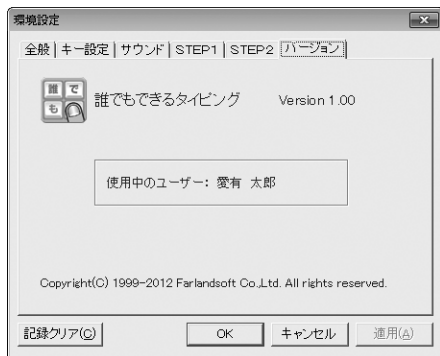 環境設定
全般 キー設定 サウンド STEP1 STEP2 バージョン
誰でも
誰でもできるタイピング Version 1.00
使用中のユーザー: 愛有 太郎
Copyright(C) 1999-2012 Farlandsoft Co.,Ltd. All rights reserved.
記録クリア(C) OK キャンセル 適用(A)